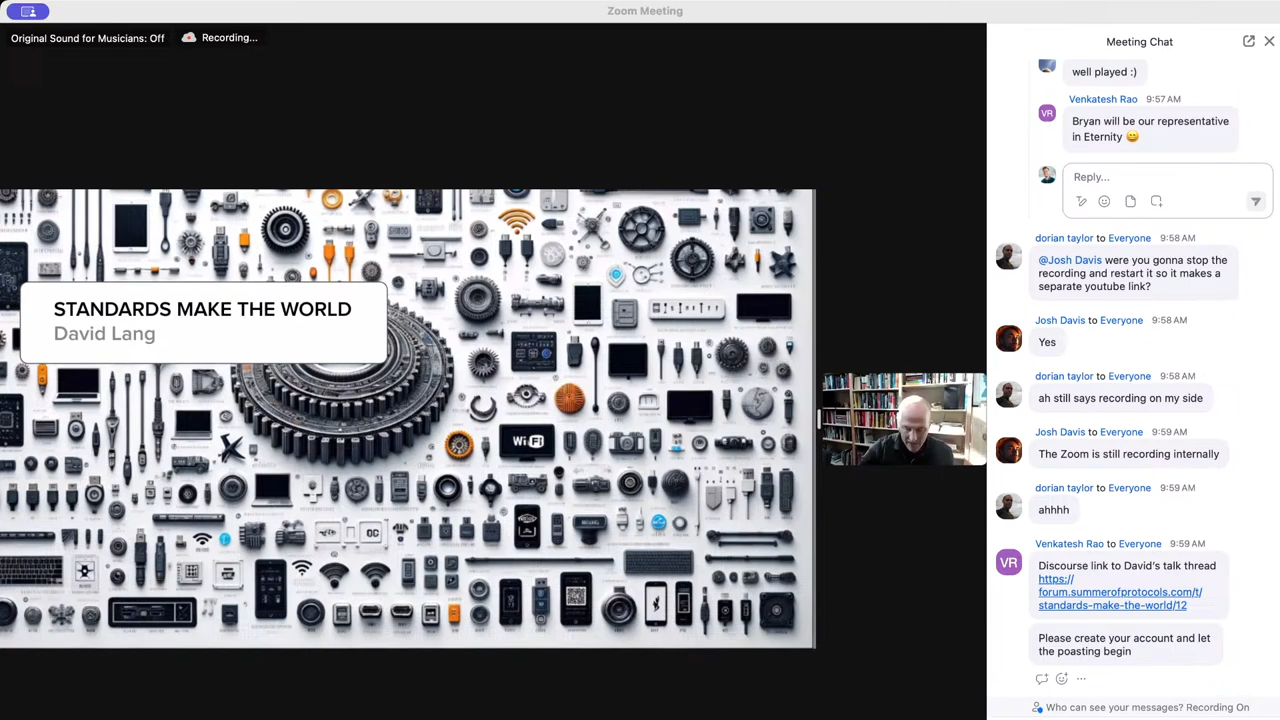 Zoom Meeting
Original Sound for Musicians: Off
Recording...
STANDARDS MAKE THE WORLD
David Lang
WiFi
OC
Meeting Chat
well played :)
Venkatesh Rao 9:57 AM
VR
Bryan will be our representative
in Eternity 😄
Reply...
dorian taylor to Everyone 9:58 AM
@Josh Davis were you gonna stop the
recording and restart it so it makes a
separate youtube link?
Josh Davis to Everyone 9:58 AM
Yes
dorian taylor to Everyone 9:58 AM
ah still says recording on my side
Josh Davis to Everyone 9:59 AM
The Zoom is still recording internally
dorian taylor to Everyone 9:59 AM
ahhhh
Venkatesh Rao to Everyone 9:59 AM
VR
Discourse link to David's talk thread
https://
forum.summerofprotocols.com/t/
standards-make-the-world/12
Please create your account and let
the poasting begin
Who can see your messages? Recording On